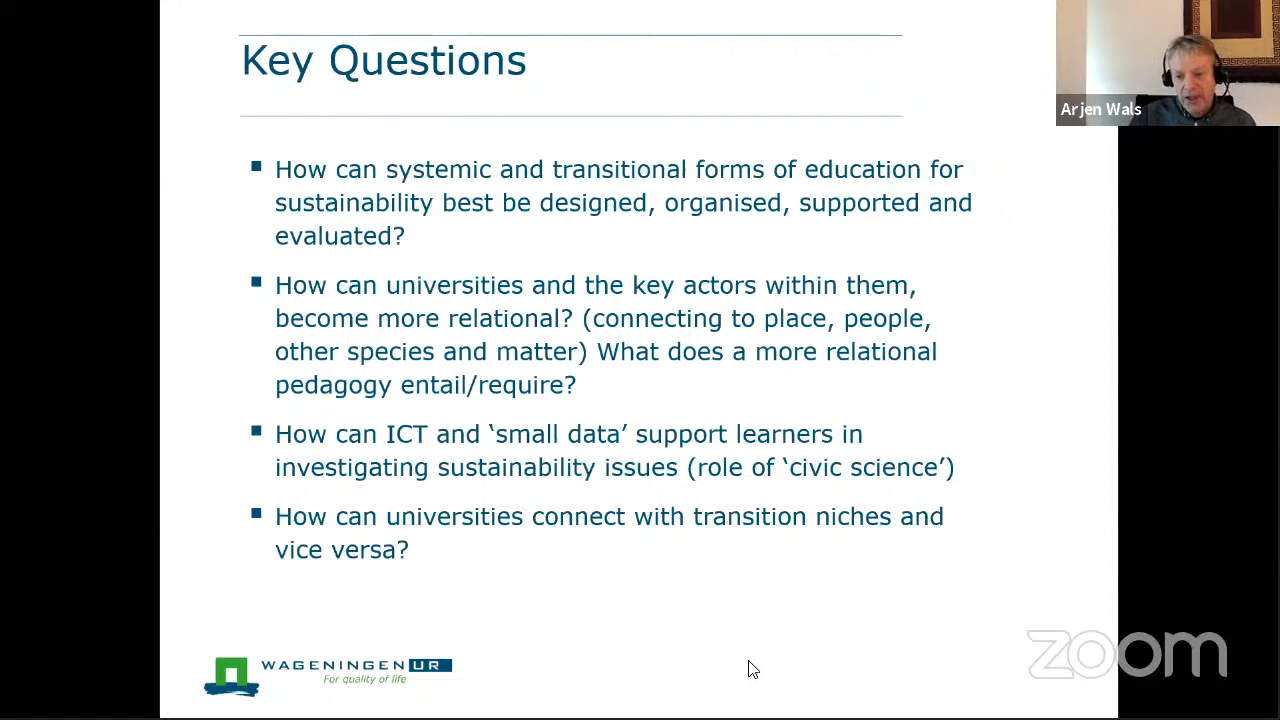 Key Questions
Arjen Wals
▪ How can systemic and transitional forms of education for
sustainability best be designed, organised, supported and
evaluated?
▪ How can universities and the key actors within them,
become more relational? (connecting to place, people,
other species and matter) What does a more relational
pedagogy entail/require?
▪ How can ICT and ‘small data’ support learners in
investigating sustainability issues (role of ‘civic science’)
▪ How can universities connect with transition niches and
vice versa?
WAGENINGEN UR
For quality of life
zoom